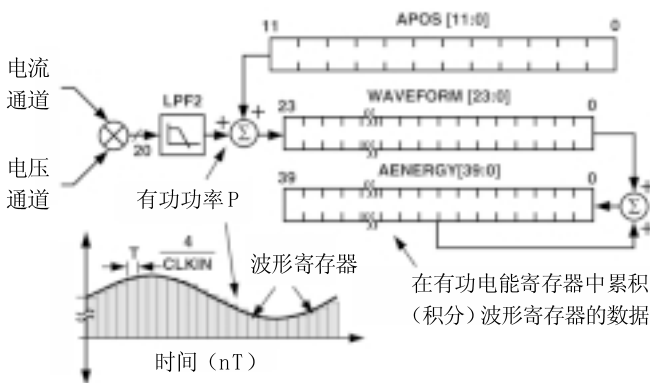 APOS [11:0]
11
0
电流
通道
LPF2
WAVEFORM [23:0]
23
0
+
+
Σ
20
AENERGY[39:0]
39
0
电压
通道
有功功率 P
+
Σ
+
T
4
CLKIN
波形寄存器
在有功电能寄存器中累积
(积分) 波形寄存器的数据
时间 (nT)